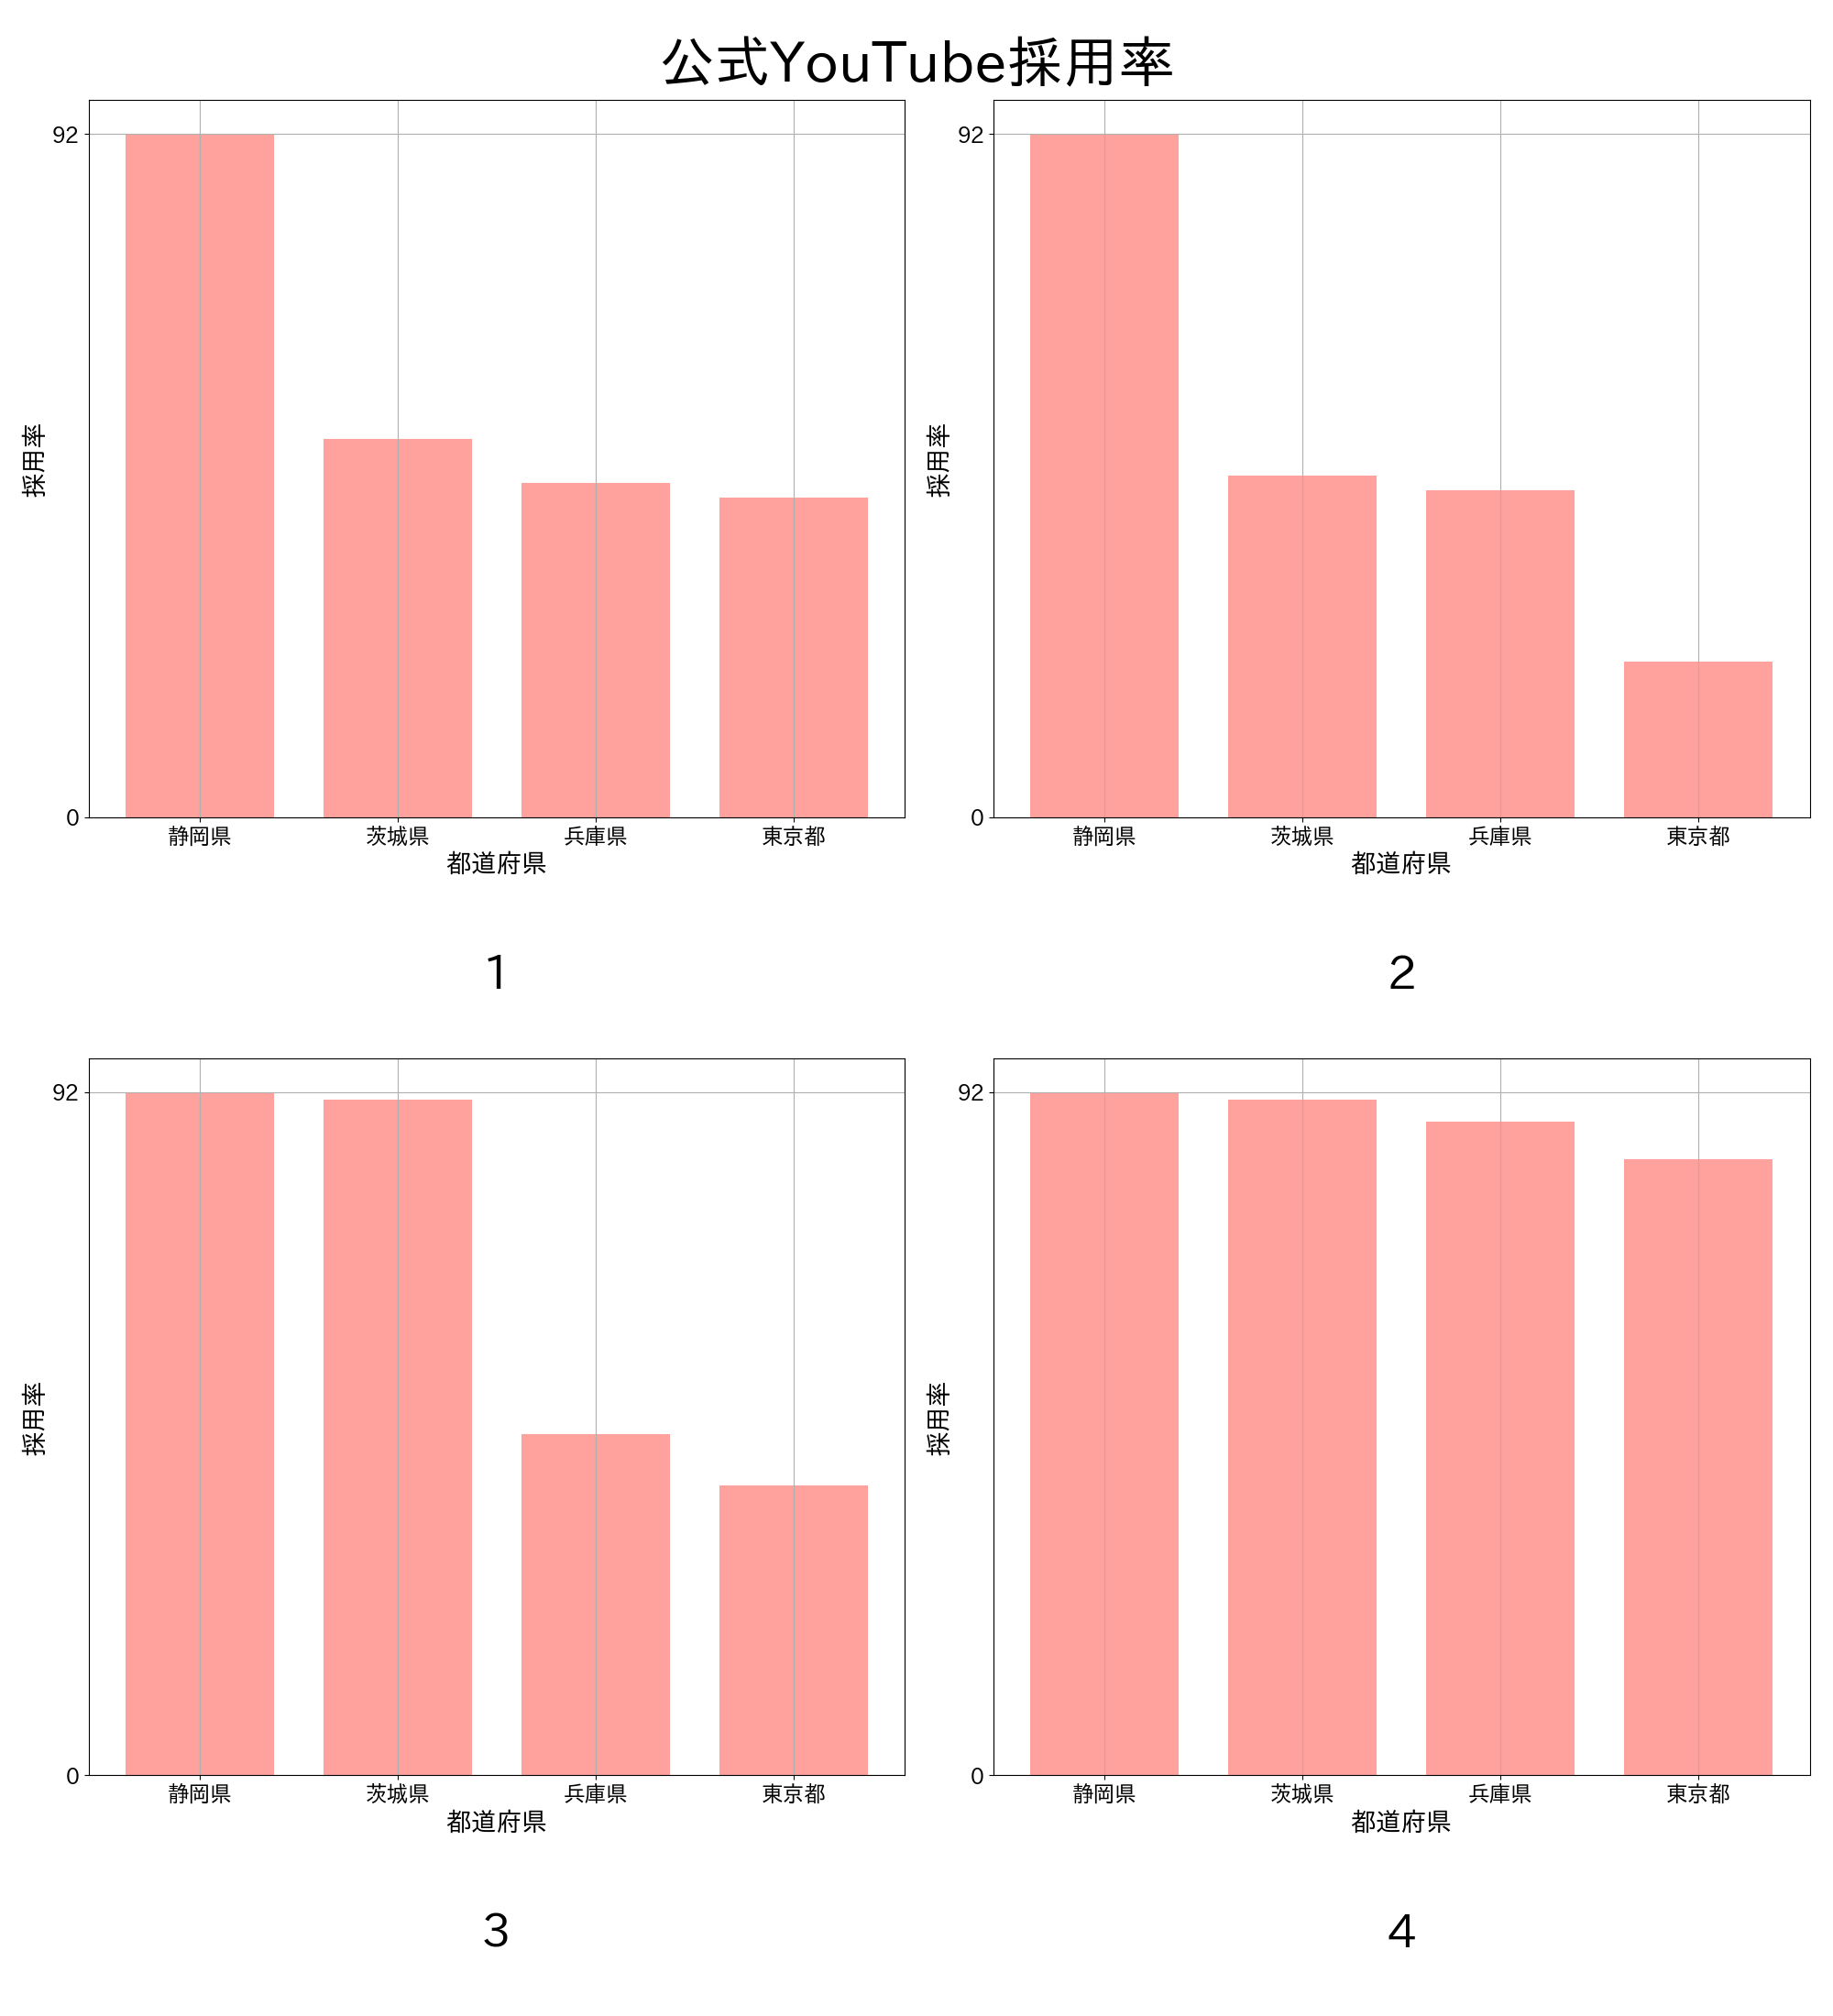 公式YouTube採用率
92
0
採用率
静岡県 茨城県 兵庫県 東京都
都道府県
1
92
0
採用率
静岡県 茨城県 兵庫県 東京都
都道府県
2
92
0
採用率
静岡県 茨城県 兵庫県 東京都
都道府県
3
92
0
採用率
静岡県 茨城県 兵庫県 東京都
都道府県
4